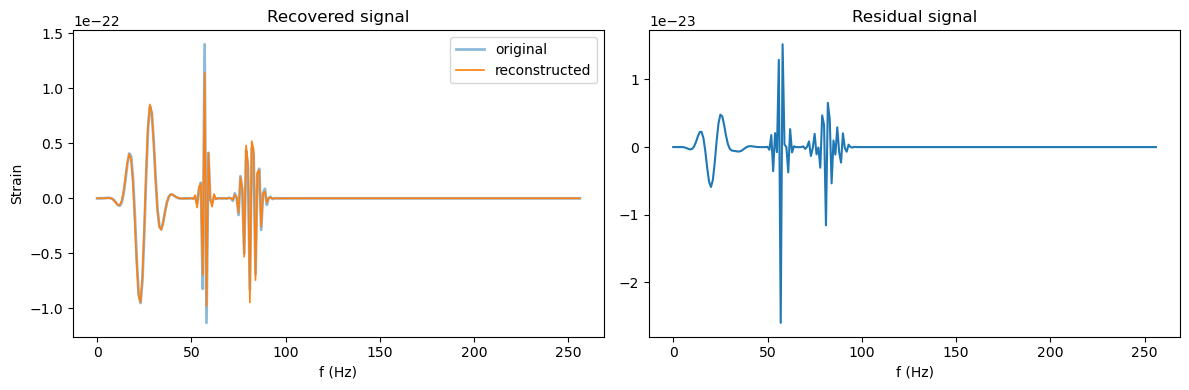 Recovered signal
1e−22
Strain
1.5
1.0
0.5
0.0
−0.5
−1.0
original
reconstructed
0 50 100 150 200 250
f (Hz)
Residual signal
1e−23
1
0
−1
−2
0 50 100 150 200 250
f (Hz)